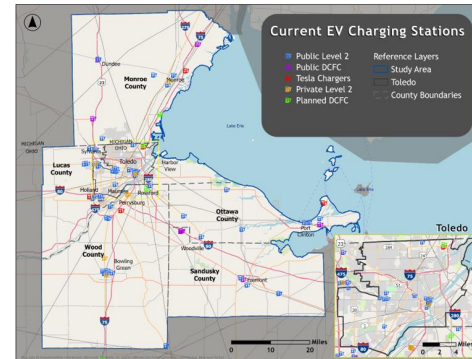 Current EV Charging Stations
Public Level 2
Public DCFC
Tesla Chargers
Private Level 2
Planned DCFC
Reference Layers
Study Area
Toledo
County Boundaries
Dundee
Monroe
County
Monroe
Lake Erie
MICHIGAN
OHIO
MICHIGAN
OHIO
Toledo
Harbor
View
Lucas
County
Holland
Maumee
Rossford
Perrysburg
Ottawa
County
Port
Clinton
Woodville
Wood
County
Bowling
Green
Sandusky
County
Fremont
Toledo
Miles
0 10 20
Miles
0 2 4